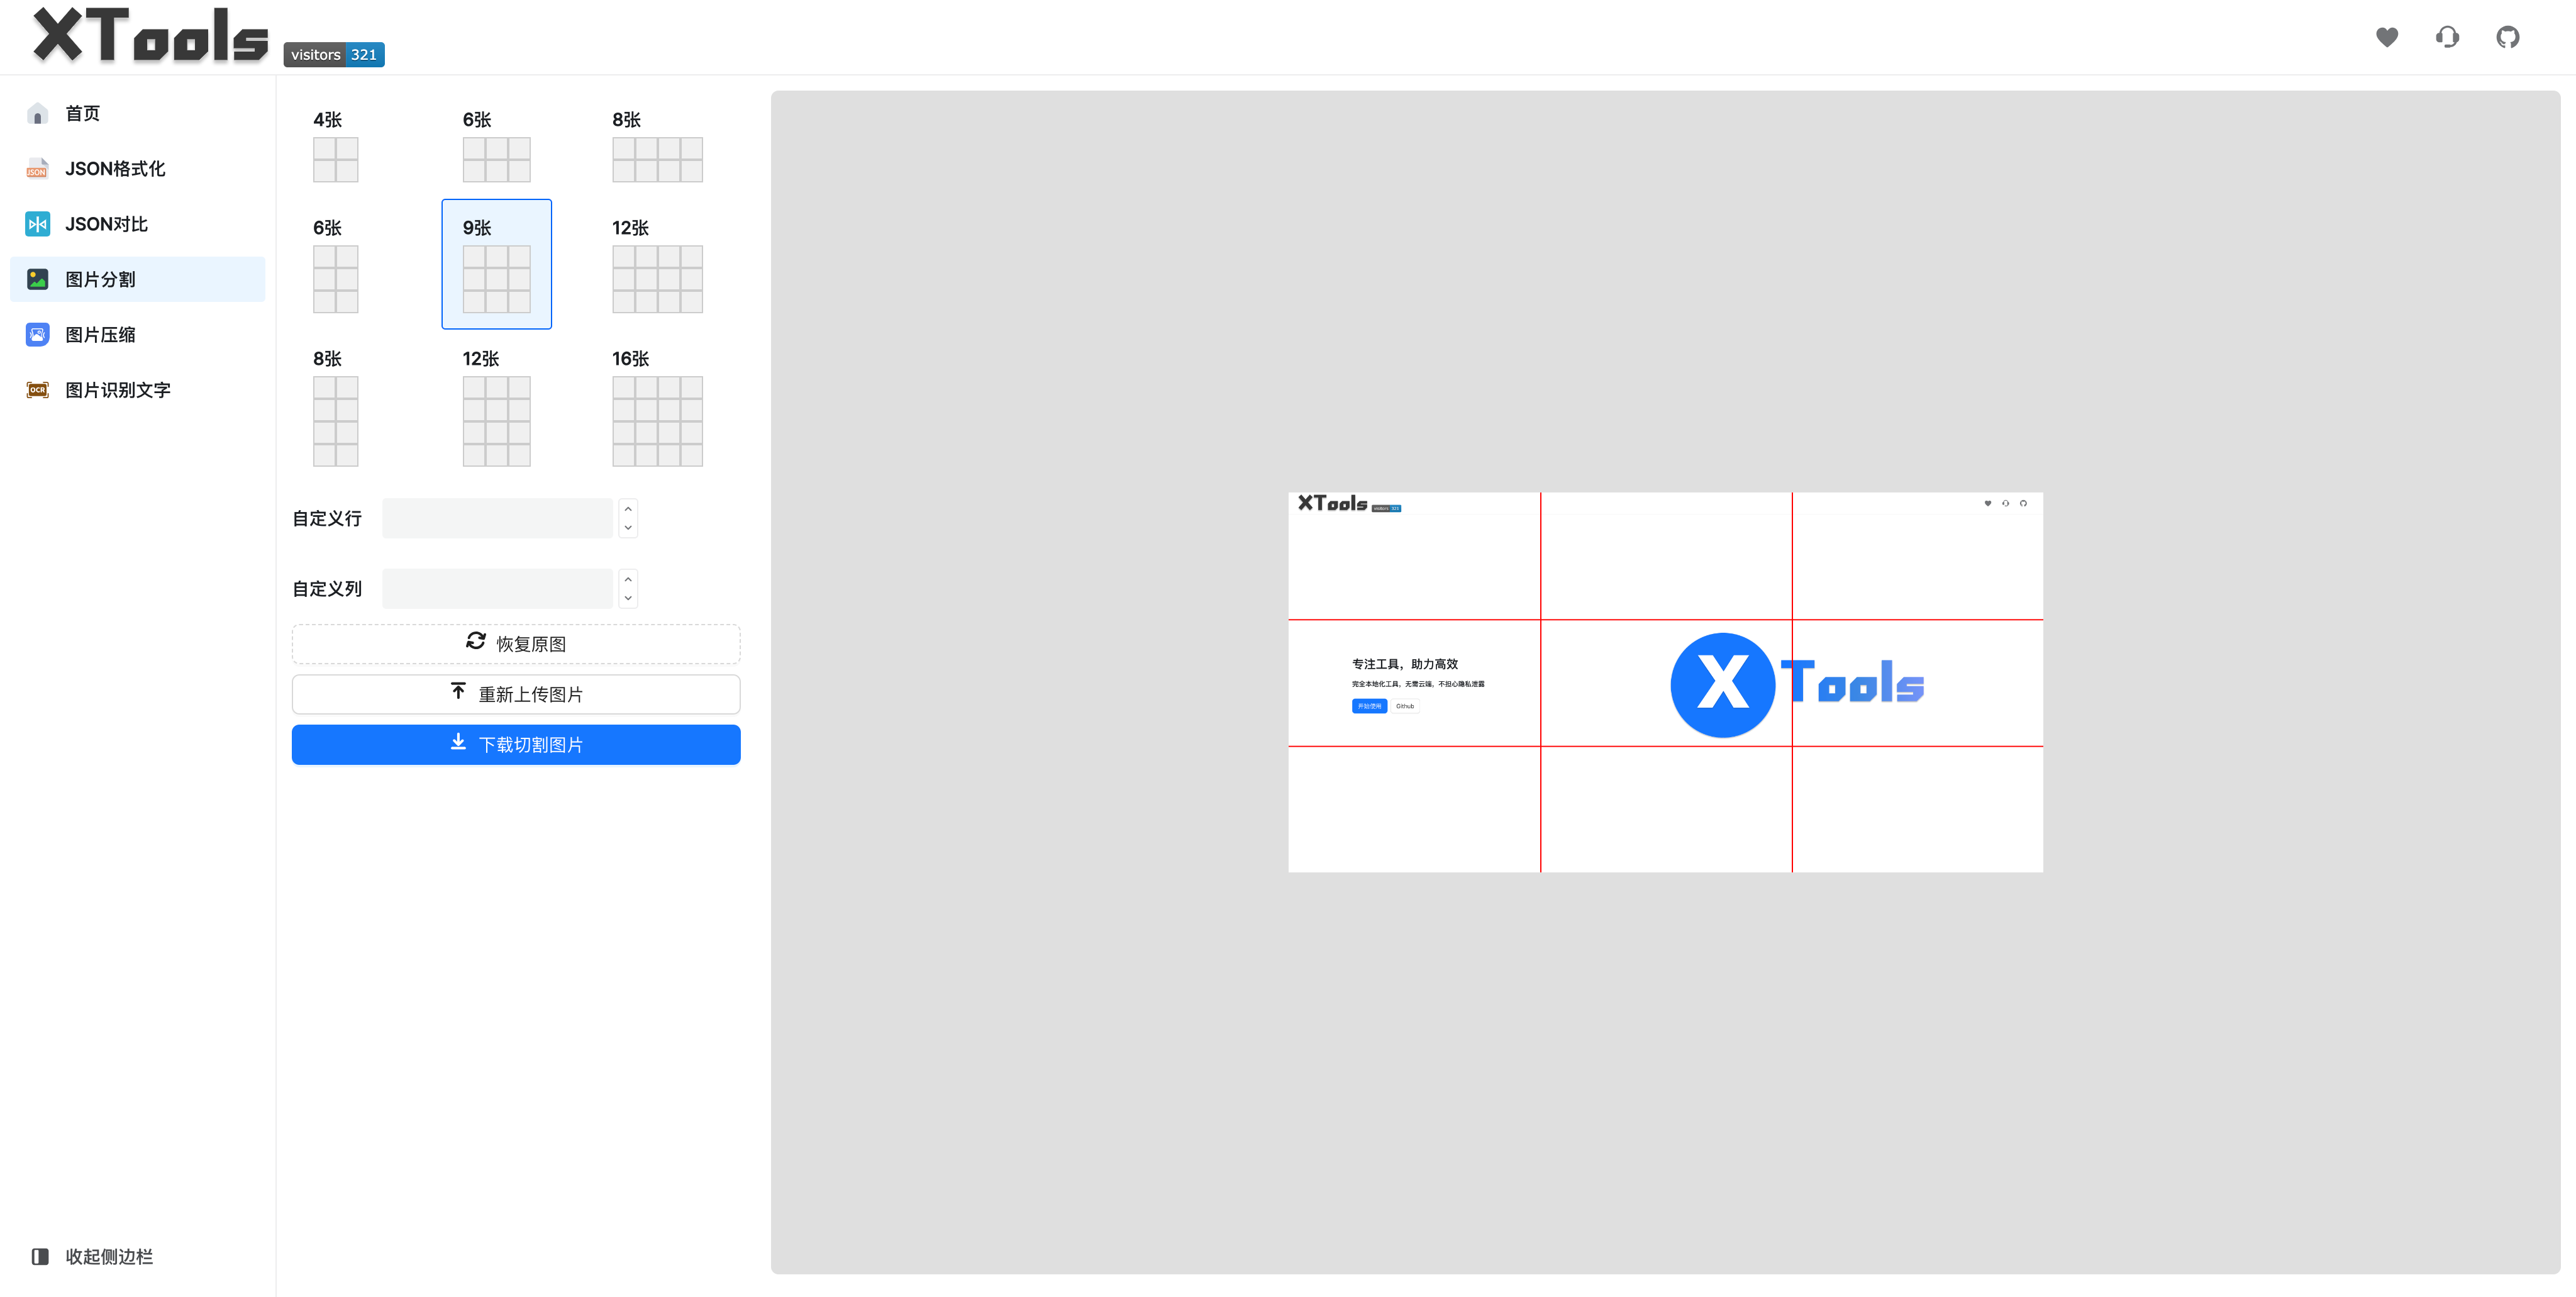 XTools
visitors 321
首页
JSON格式化
JSON对比
图片分割
图片压缩
OCR 图片识别文字
收起侧边栏
4张 6张 8张
6张 9张 12张
8张 12张 16张
自定义行
自定义列
恢复原图
重新上传图片
下载切割图片
XTools
visitors 321
专注工具，助力高效
完全本地化工具，无需云端，不担心隐私泄露
开始使用 Github
X Tools